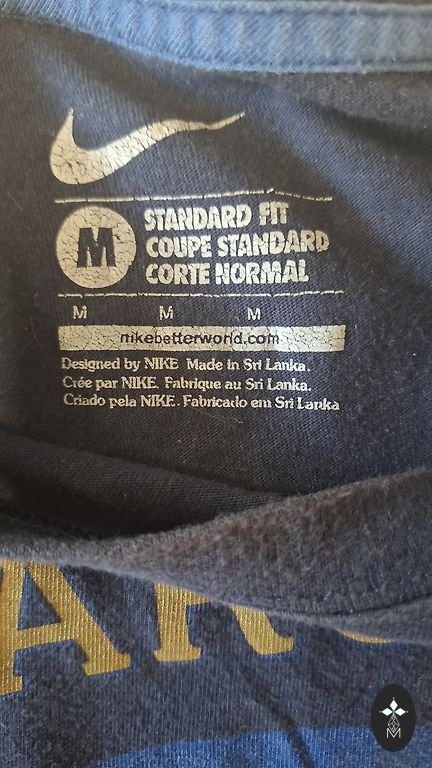 M
STANDARD FIT
COUPE STANDARD
CORTE NORMAL
M M M
nikebetterworld.com
Designed by NIKE Made in Sri Lanka.
Crée par NIKE. Fabrique au Sri Lanka.
Criado pela NIKE. Fabricado em Sri Lanka
AR
M